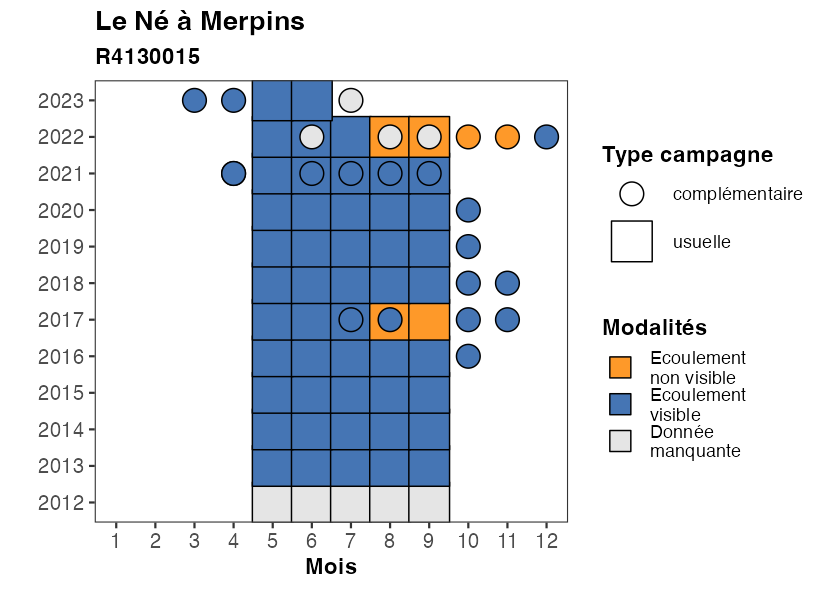 Le Né à Merpins
R4130015
2023
2022
2021
2020
2019
2018
2017
2016
2015
2014
2013
2012
1 2 3 4 5 6 7 8 9 10 11 12
Mois
Type campagne
complémentaire
usuelle
Modalités
Ecoulement
non visible
Ecoulement
visible
Donnée
manquante